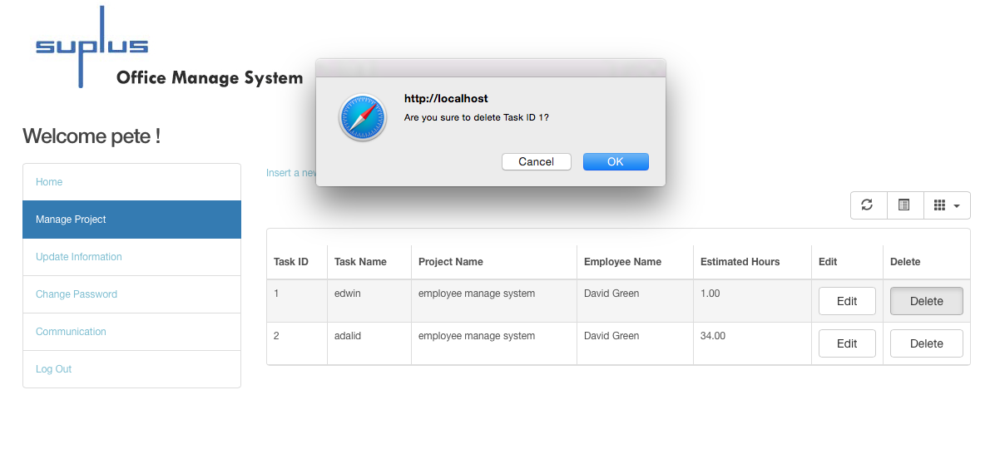 suplus
Office Manage System
http://localhost
Are you sure to delete Task ID 1?
Cancel OK
Welcome pete !
Home
Manage Project
Update Information
Change Password
Communication
Log Out
Insert a new
Task ID Task Name Project Name Employee Name Estimated Hours Edit Delete
1 edwin employee manage system David Green 1.00 Edit Delete
2 adalid employee manage system David Green 34.00 Edit Delete